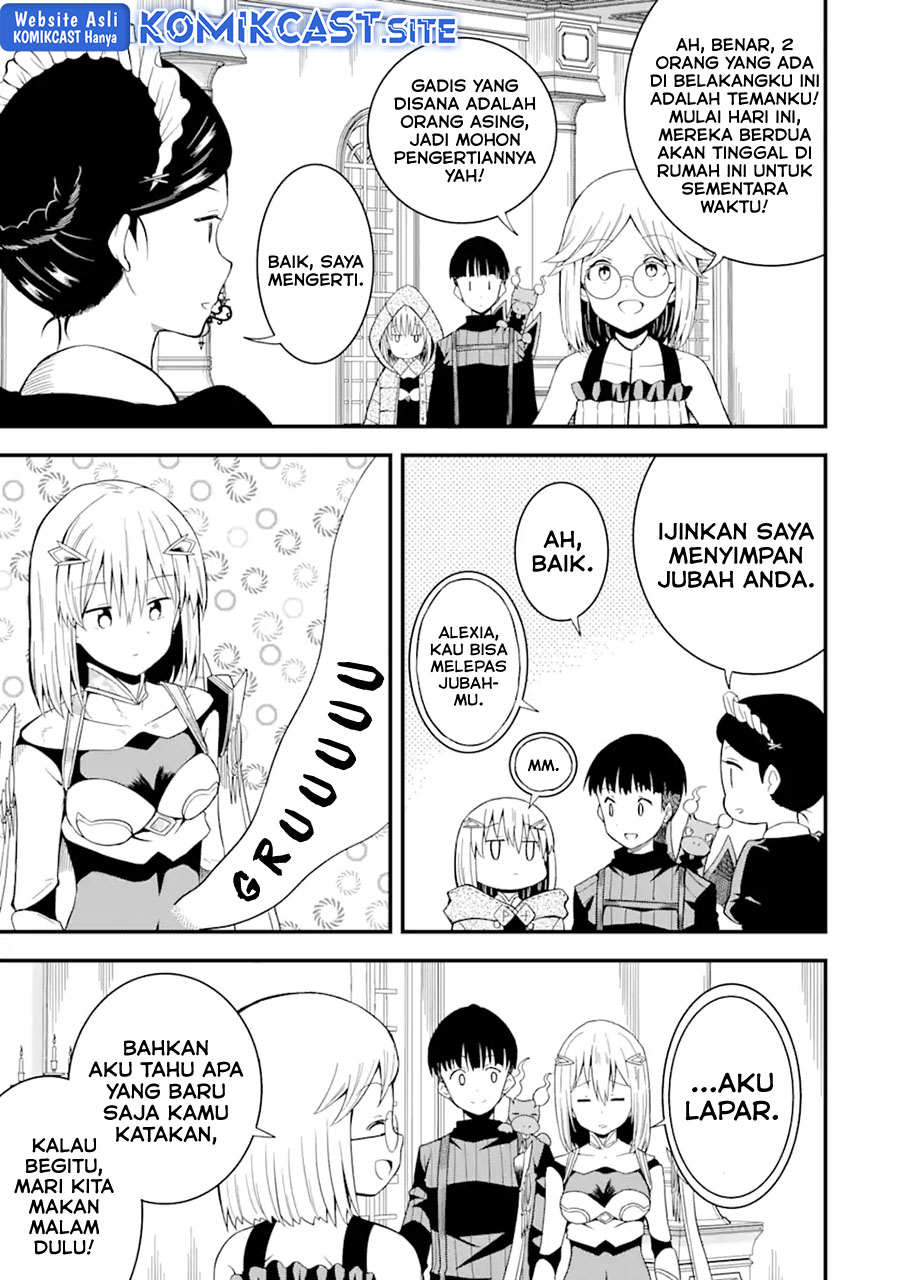 Website Asli
KOMIKCAST Hanya
KOMIKCAST.SITE
AH, BENAR, 2
ORANG YANG ADA
DI BELAKANGKU INI
ADALAH TEMANKU!
MULAI HARI INI,
MEREKA BERDUA
AKAN TINGGAL DI
RUMAH INI UNTUK
SEMENTARA
WAKTU!
GADIS YANG
DISANA ADALAH
ORANG ASING,
JADI MOHON
PENGERTIANNYA
YAH!
BAIK, SAYA
MENGERTI.
IJINKAN SAYA
MENYIMPAN
JUBAH ANDA.
AH,
BAIK.
ALEXIA,
KAU BISA
MELEPAS
JUBAH-
MU.
MM.
GRUUUUUU
...AKU
LAPAR.
BAHKAN
AKU TAHU APA
YANG BARU
SAJA KAMU
KATAKAN,
KALAU
BEGITU,
MARI KITA
MAKAN
MALAM
DULU!